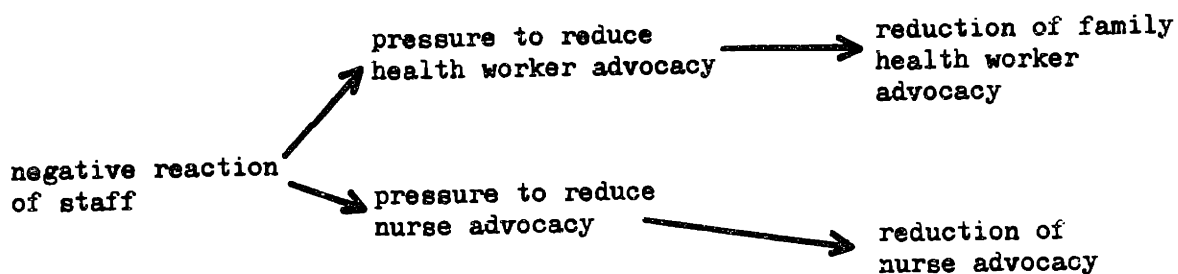 pressure to reduce
health worker advocacy
reduction of family
health worker
advocacy
negative reaction
of staff
pressure to reduce
nurse advocacy
reduction of
nurse advocacy